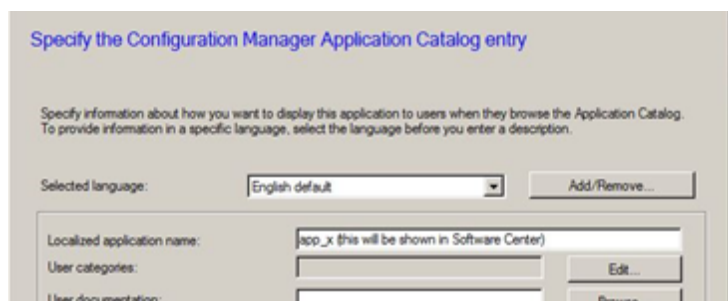 Specify the Configuration Manager Application Catalog entry
Specify information about how you want to display this application to users when they browse the Application Catalog.
To provide information in a specific language, select the language before you enter a description.
Selected language: English default Add/Remove...
Localized application name: app_x (this will be shown in Software Center)
User categories: Edit...
User documentation: Browse...